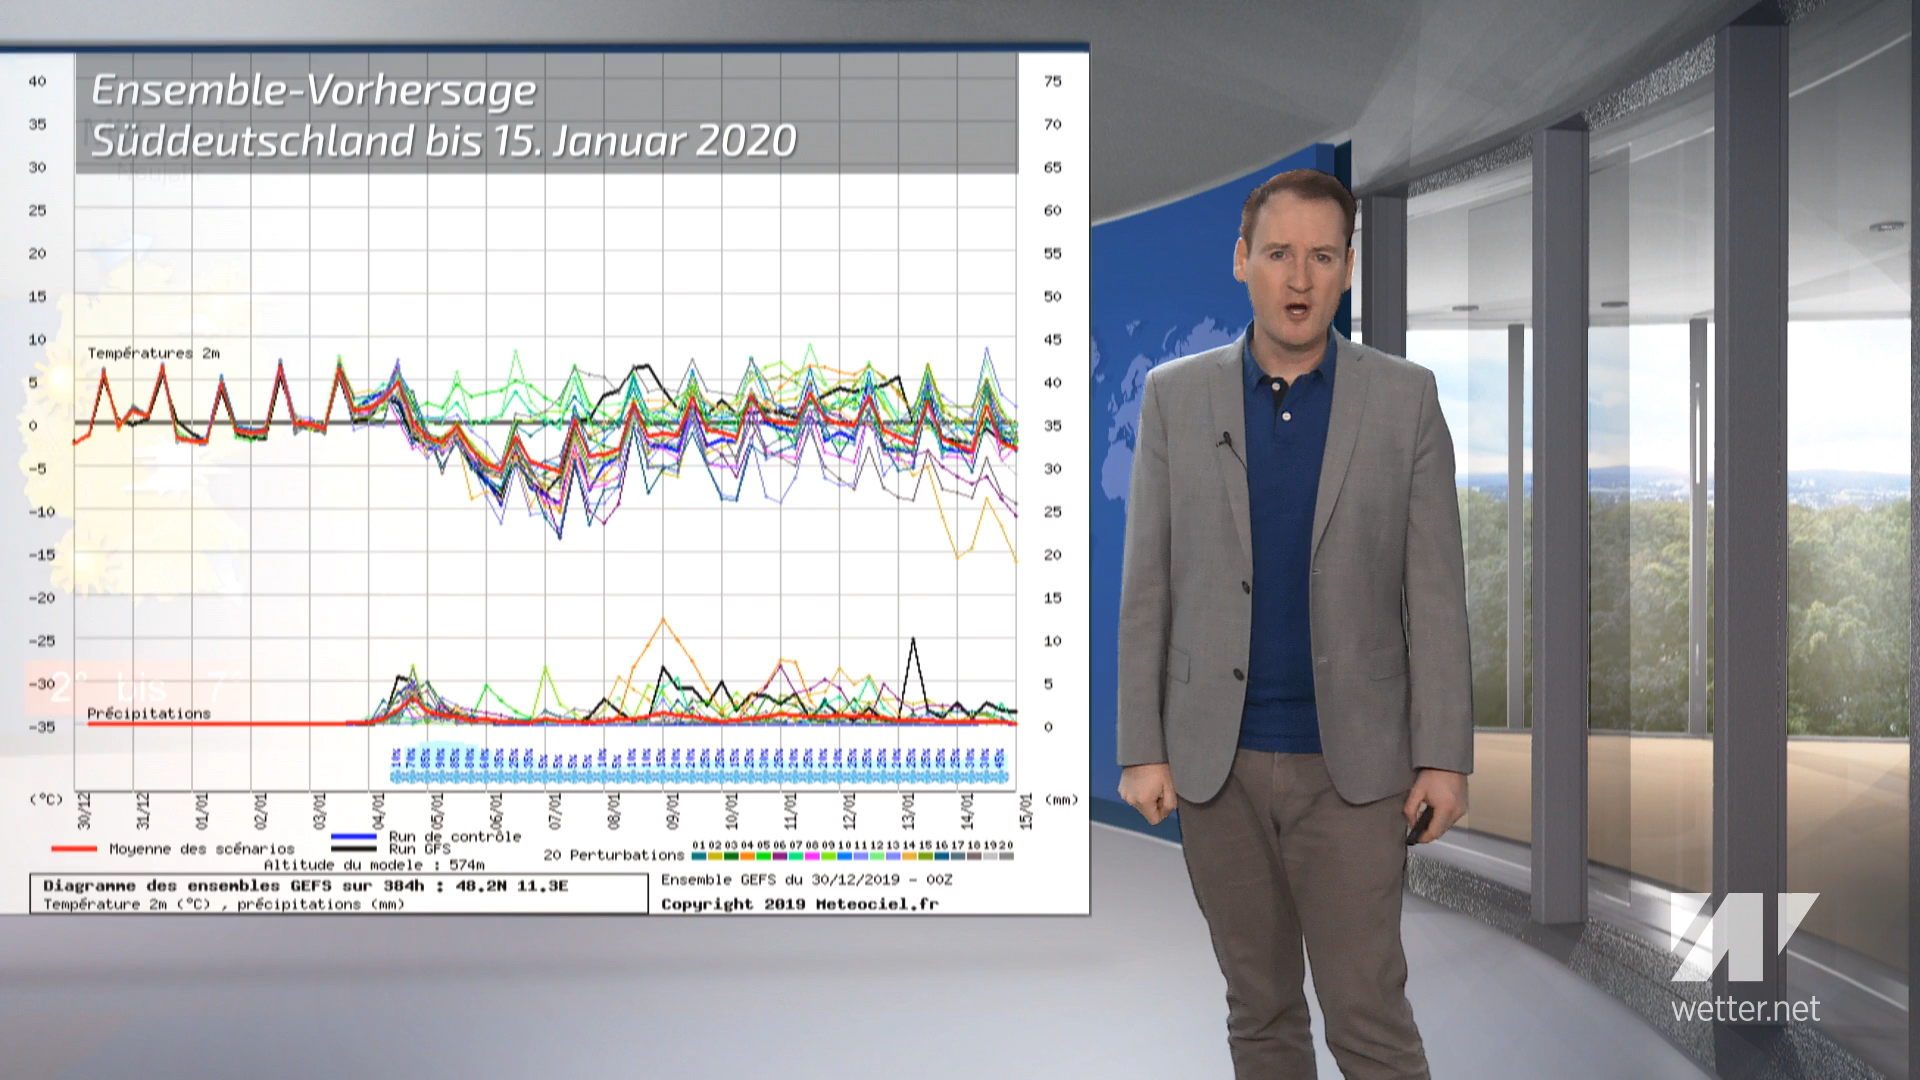 Ensemble-Vorhersage
Süddeutschland bis 15. Januar 2020
40
35
30
25
20
15
10
5
0
-5
-10
-15
-20
-25
-30
-35
(°C)
75
70
65
60
55
50
45
40
35
30
25
20
15
10
5
0
(mm)
Températures 2m
2° bis 7°
Précipitations
30/12 31/12 01/01 02/01 03/01 04/01 05/01 06/01 07/01 08/01 09/01 10/01 11/01 12/01 13/01 14/01 15/01
Moyenne des scénarios
Run de contrôle
Run GFS
Altitude du modele : 574m
20 Perturbations
01 02 03 04 05 06 07 08 09 10 11 12 13 14 15 16 17 18 19 20
Diagramme des ensembles GEFS sur 384h : 48.2N 11.3E
Température 2m (°C) , précipitations (mm)
Ensemble GEFS du 30/12/2019 - 00Z
Copyright 2019 Meteociel.fr
wetter.net